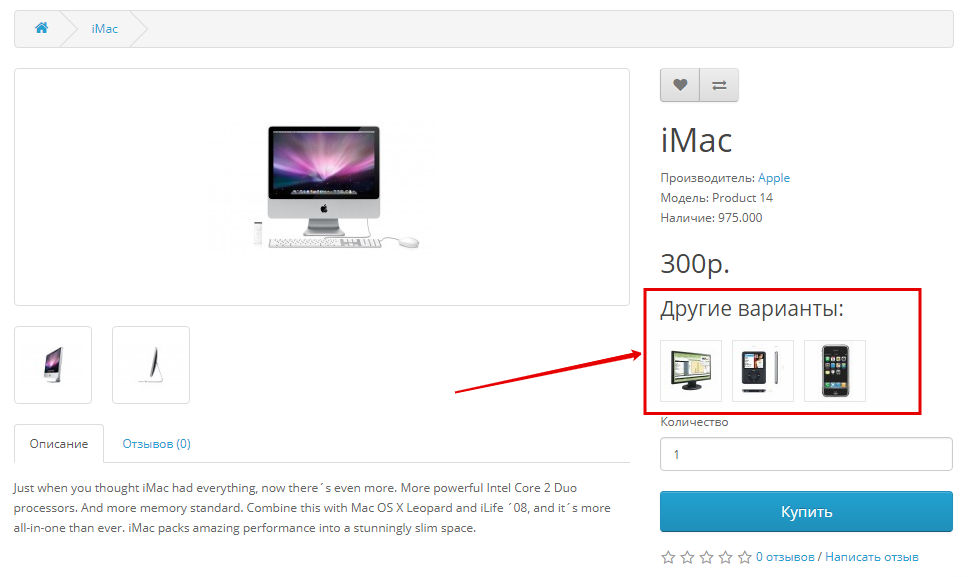 iMac
iMac
Производитель: Apple
Модель: Product 14
Наличие: 975.000
300р.
Другие варианты:
Количество
1
Купить
0 отзывов / Написать отзыв
Описание
Отзывов (0)
Just when you thought iMac had everything, now there´s even more. More powerful Intel Core 2 Duo
processors. And more memory standard. Combine this with Mac OS X Leopard and iLife ´08, and it´s more
all-in-one than ever. iMac packs amazing performance into a stunningly slim space.